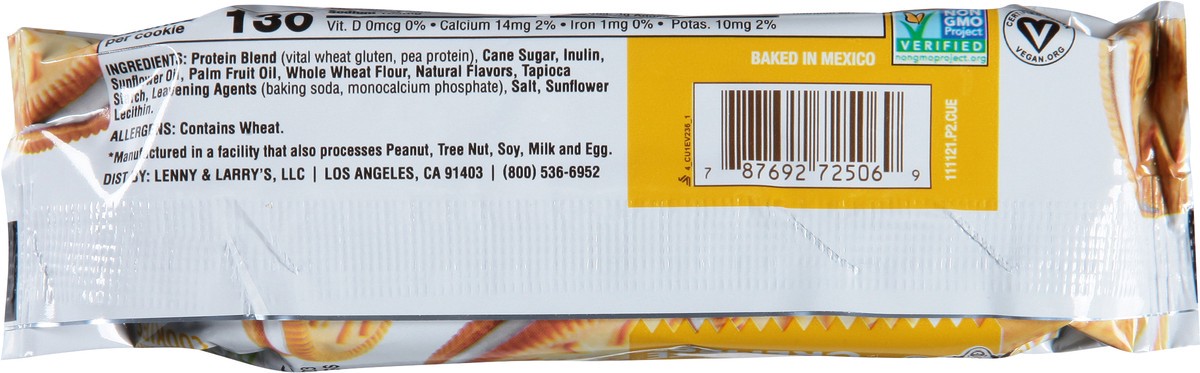 per cookie
130
Vit. D 0mcg 0% • Calcium 14mg 2% • Iron 1mg 0% • Potas. 10mg 2%
INGREDIENTS: Protein Blend (vital wheat gluten, pea protein), Cane Sugar, Inulin,
Sunflower Oil, Palm Fruit Oil, Whole Wheat Flour, Natural Flavors, Tapioca
Starch, Leavening Agents (baking soda, monocalcium phosphate), Salt, Sunflower
Lecithin.
ALLERGENS: Contains Wheat.
*Manufactured in a facility that also processes Peanut, Tree Nut, Soy, Milk and Egg.
DIST BY: LENNY & LARRY'S, LLC | LOS ANGELES, CA 91403 | (800) 536-6952
BAKED IN MEXICO
4_CU1EV236_1
7 87692 72506 9
111121.P2.CUE
NON
GMO
Project
VERIFIED
nongmoproject.org
VEGAN.ORG